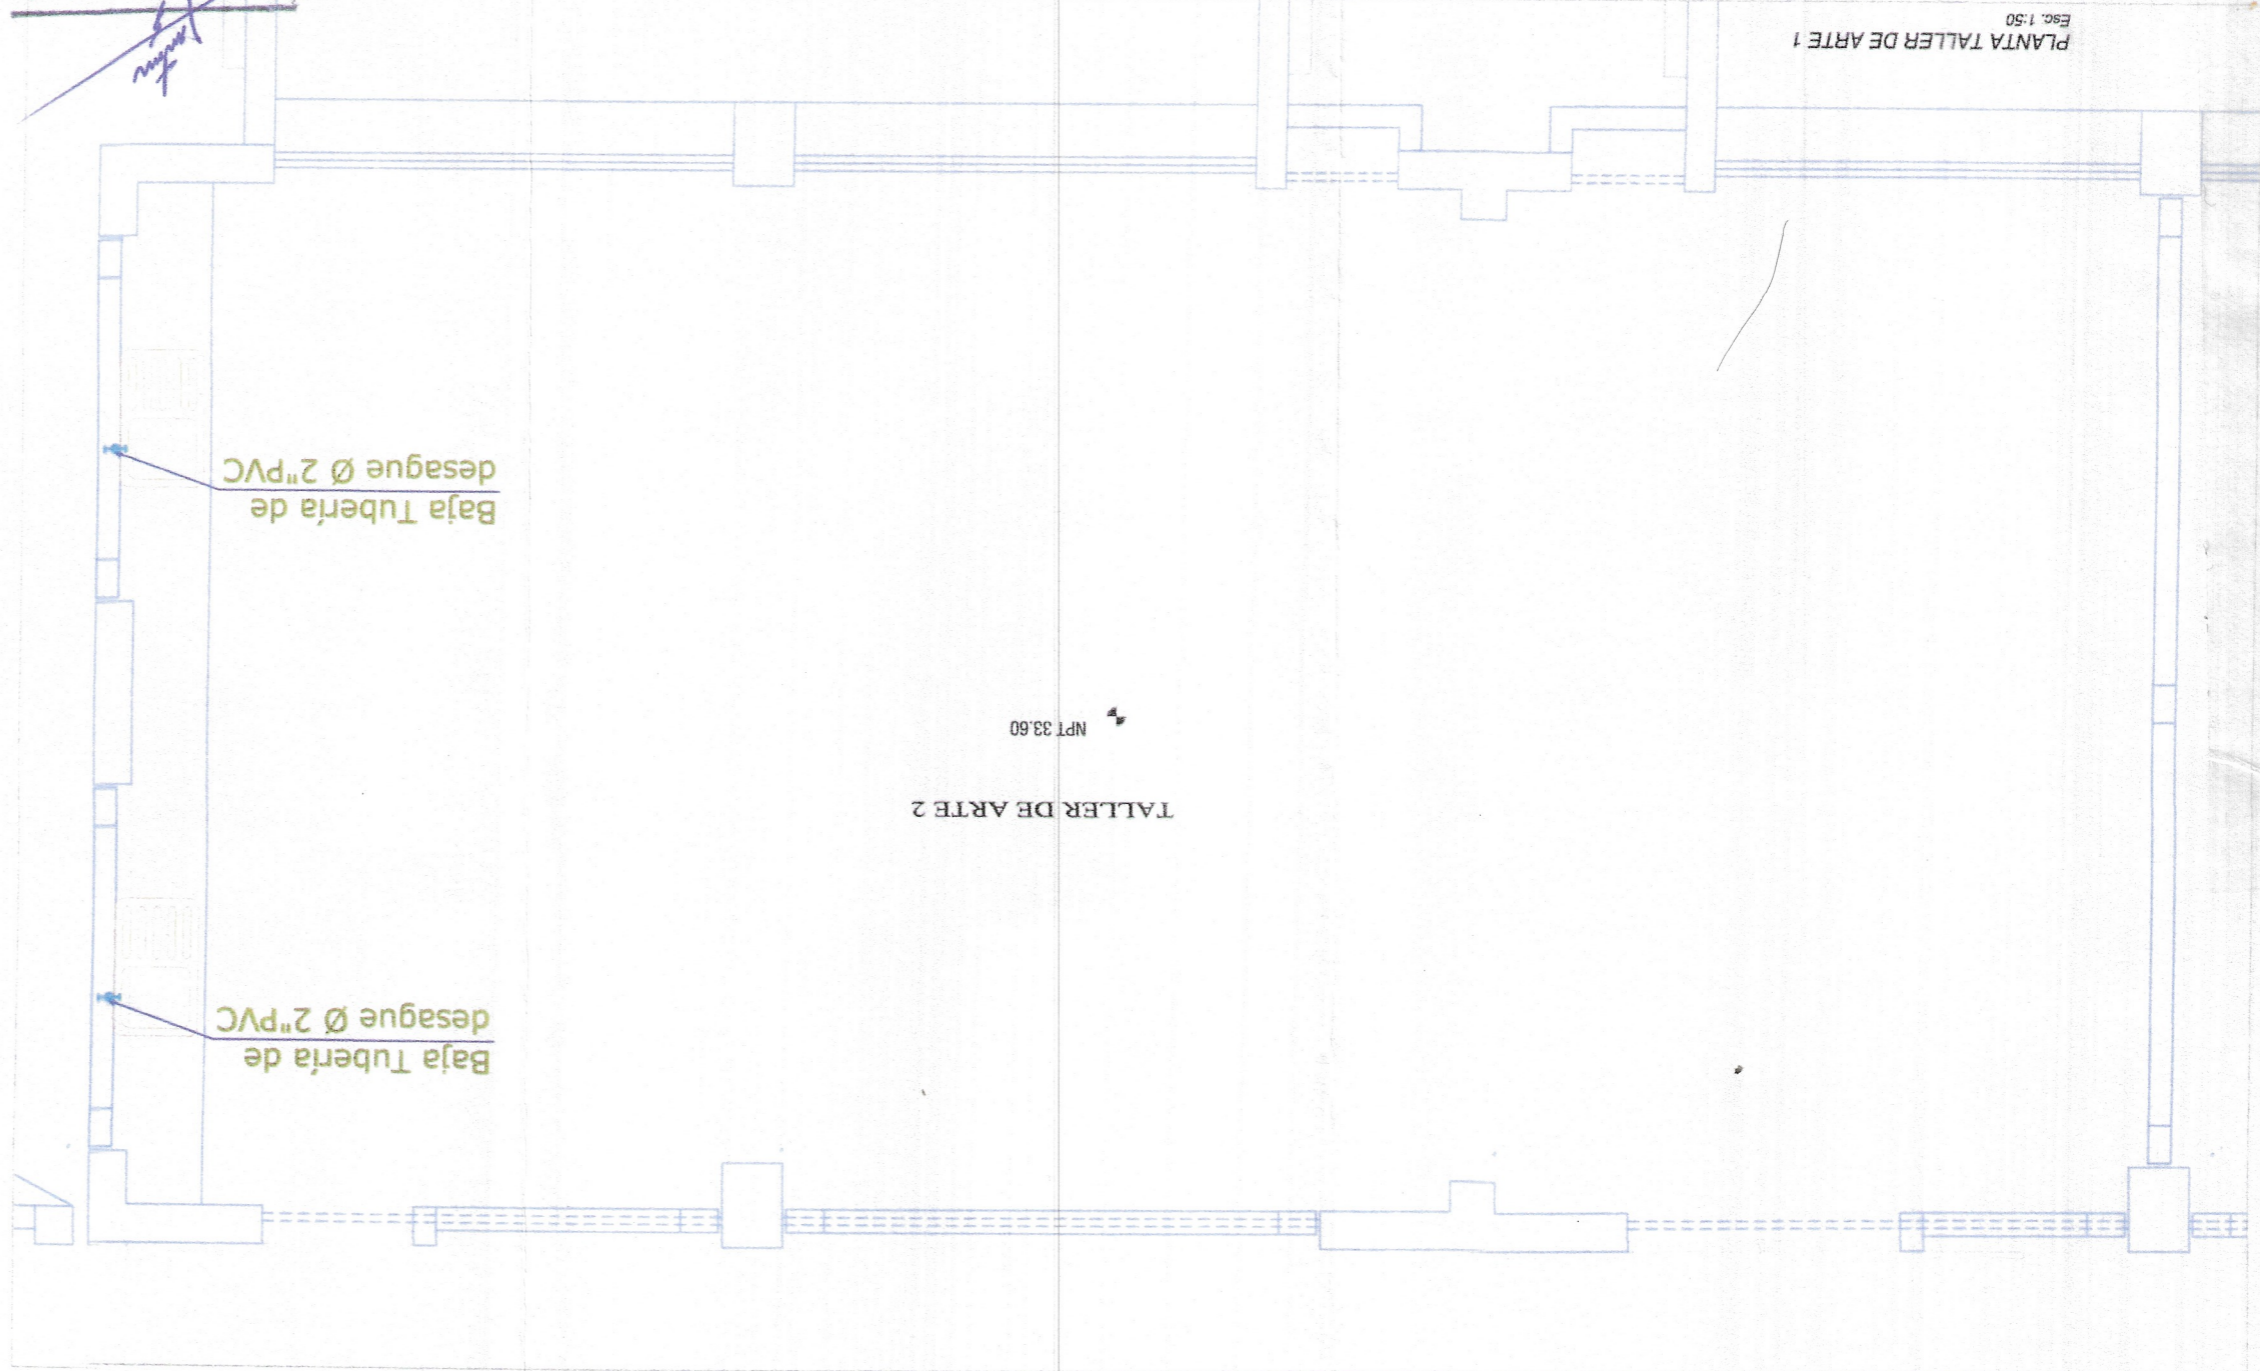 Baja Tubería de
desague Ø 2"PVC
TALLER DE ARTE 2
NPT 33.60
Baja Tubería de
desague Ø 2"PVC
PLANTA TALLER DE ARTE 1
Esc. 1:50